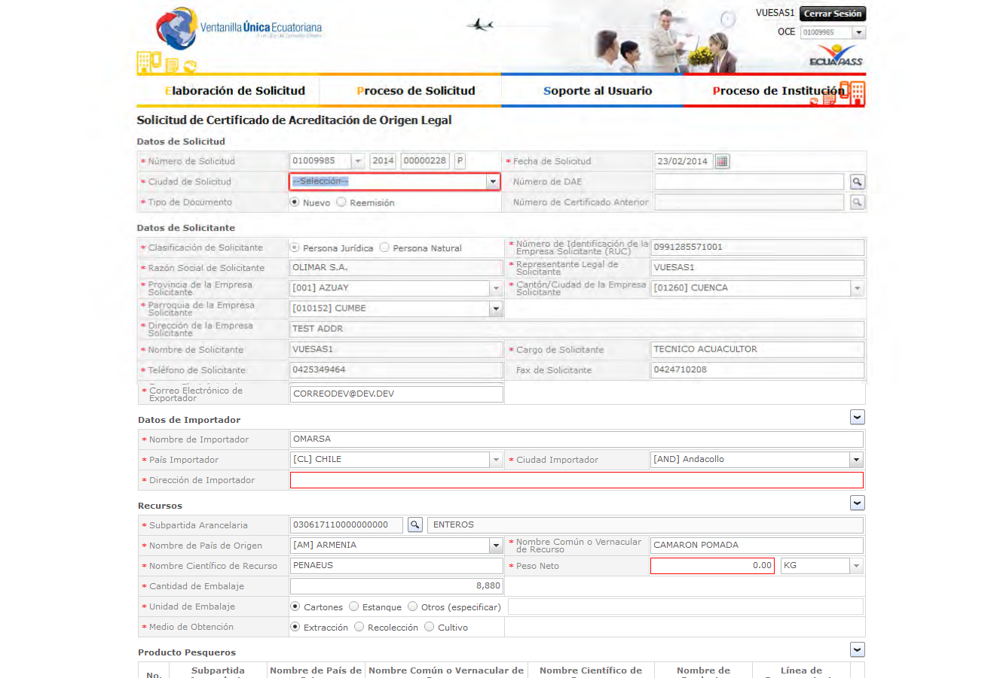 VUESAS1 Cerrar Sesión
Ventanilla Única Ecuatoriana
OCE 01009985
ECUAPASS
Elaboración de Solicitud Proceso de Solicitud Soporte al Usuario Proceso de Institución
Solicitud de Certificado de Acreditación de Origen Legal
Datos de Solicitud
* Número de Solicitud 01009985 2014 00000228 P * Fecha de Solicitud 23/02/2014
* Ciudad de Solicitud --Selección-- Número de DAE
* Tipo de Documento Nuevo Reemisión Número de Certificado Anterior
Datos de Solicitante
* Clasificación de Solicitante Persona Jurídica Persona Natural * Número de Identificación de la Empresa Solicitante (RUC) 0991285571001
* Razón Social de Solicitante OLIMAR S.A. * Representante Legal de Solicitante VUESAS1
* Provincia de la Empresa Solicitante [001] AZUAY * Cantón/Ciudad de la Empresa Solicitante [01260] CUENCA
* Parroquia de la Empresa Solicitante [010152] CUMBE
* Dirección de la Empresa Solicitante TEST ADDR
* Nombre de Solicitante VUESAS1 * Cargo de Solicitante TECNICO ACUACULTOR
* Teléfono de Solicitante 0425349464 Fax de Solicitante 0424710208
* Correo Electrónico de Exportador CORREODEV@DEV.DEV
Datos de Importador
* Nombre de Importador OMARSA
* País Importador [CL] CHILE * Ciudad Importador [AND] Andacollo
* Dirección de Importador
Recursos
* Subpartida Arancelaria 030617110000000000 ENTEROS
* Nombre de País de Origen [AM] ARMENIA * Nombre Común o Vernacular de Recurso CAMARON POMADA
* Nombre Científico de Recurso PENAEUS * Peso Neto 0.00 KG
* Cantidad de Embalaje 8,880
* Unidad de Embalaje Cartones Estanque Otros (especificar)
* Medio de Obtención Extracción Recolección Cultivo
Producto Pesqueros
No. Subpartida Nombre de País de Nombre Común o Vernacular de Nombre Científico de Nombre de Línea de